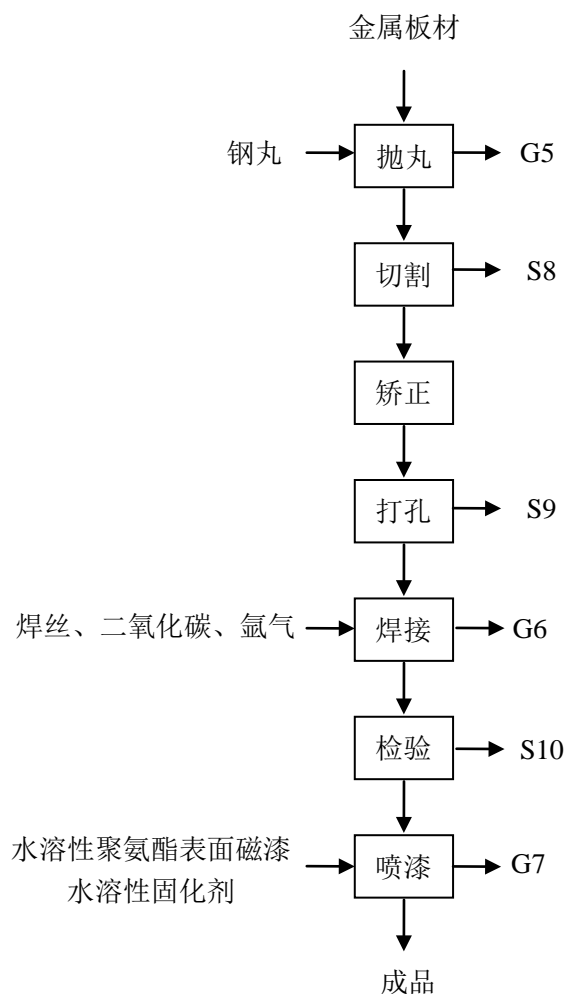 金属板材
钢丸
抛丸
G5
切割
S8
矫正
打孔
S9
焊丝、二氧化碳、氩气
焊接
G6
检验
S10
水溶性聚氨酯表面磁漆
水溶性固化剂
喷漆
G7
成品